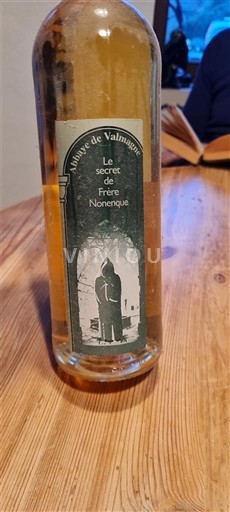 Abbaye de Valmagne
Le
secret
de
Frère
Nonenque
VINIOU